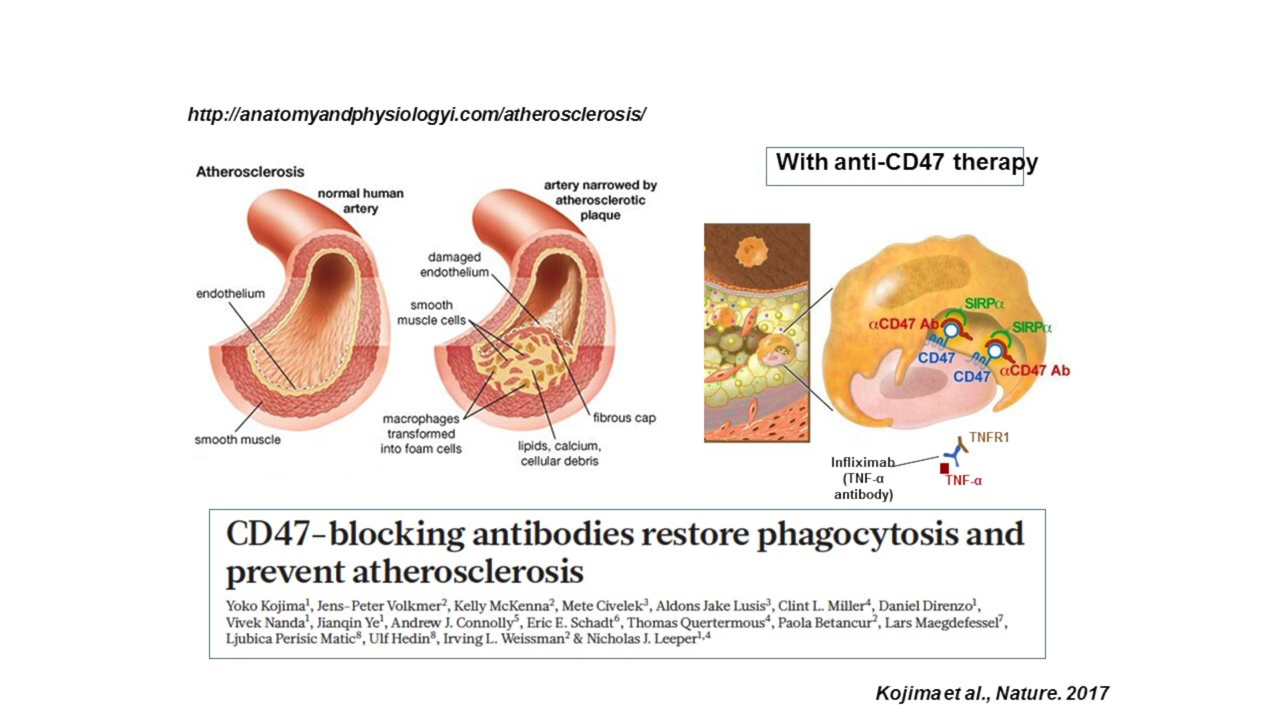 http://anatomyandphysiologyi.com/atherosclerosis/
With anti-CD47 therapy
Atherosclerosis
normal human
artery
artery narrowed by
atherosclerotic
plaque
damaged
endothelium
endothelium
smooth
muscle cells
smooth muscle
macrophages
transformed
into foam cells
fibrous cap
lipids, calcium,
cellular debris
SIRPα
αCD47 Ab
SIRPα
CD47
CD47
αCD47 Ab
TNFR1
Infliximab
(TNF-α
antibody)
TNF-α
CD47-blocking antibodies restore phagocytosis and
prevent atherosclerosis
Yoko Kojima¹, Jens-Peter Volkmer², Kelly McKenna², Mete Civelek³, Aldons Jake Lusis³, Clint L. Miller⁴, Daniel Direnzo¹,
Vivek Nanda¹, Jianqin Ye¹, Andrew J. Connolly⁵, Eric E. Schadt⁶, Thomas Quertermous⁴, Paola Betancur², Lars Maegdefessel⁷,
Ljubica Perisic Matic⁸, Ulf Hedin⁸, Irving L. Weissman² & Nicholas J. Leeper¹,⁴
Kojima et al., Nature. 2017